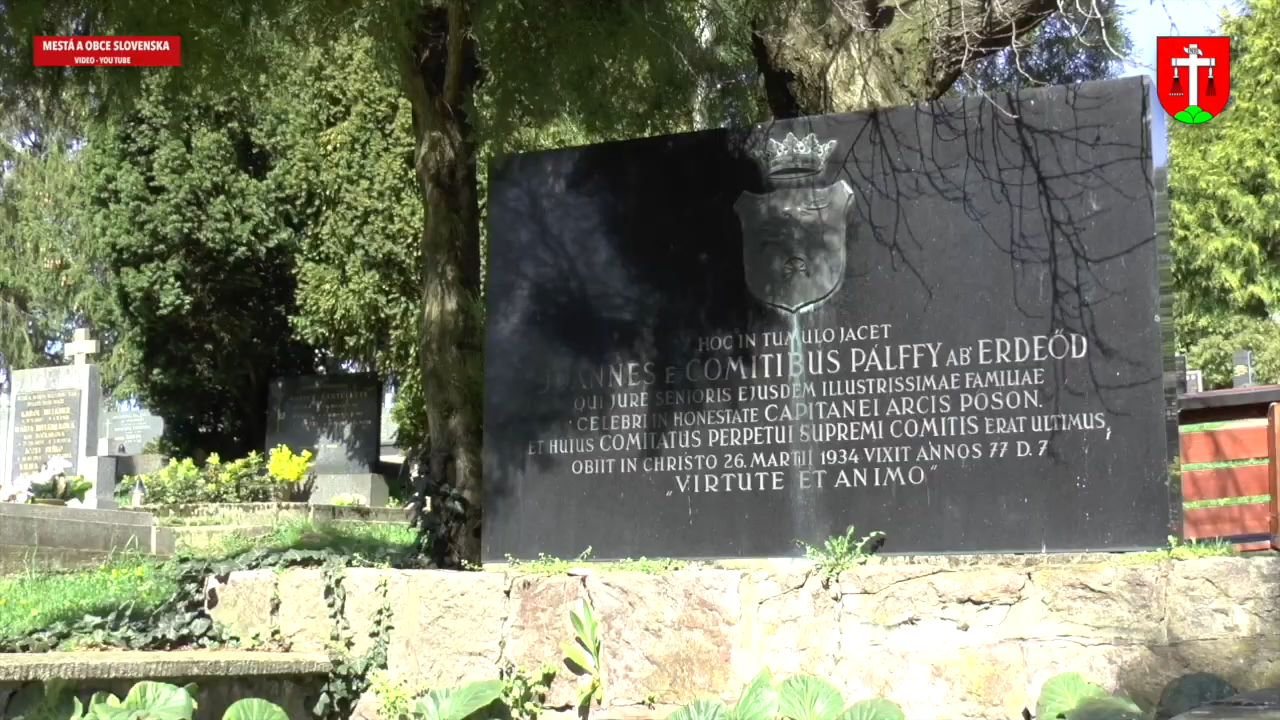 MESTÁ A OBCE SLOVENSKA
VIDEO - YOU TUBE
HOC IN TUMULO JACET
JOANNES E COMITIBUS PÁLFFY AB ERDEŐD
QUI JURE SENIORIS EJUSDEM ILLUSTRISSIMAE FAMILIAE
CELEBRI IN HONESTATE CAPITANEI ARCIS POSON.
ET HUIUS COMITATUS PERPETUI SUPREMI COMITIS ERAT ULTIMUS,
OBIIT IN CHRISTO 26. MARTII 1934 VIXIT ANNOS 77 D. 7
„VIRTUTE ET ANIMO"